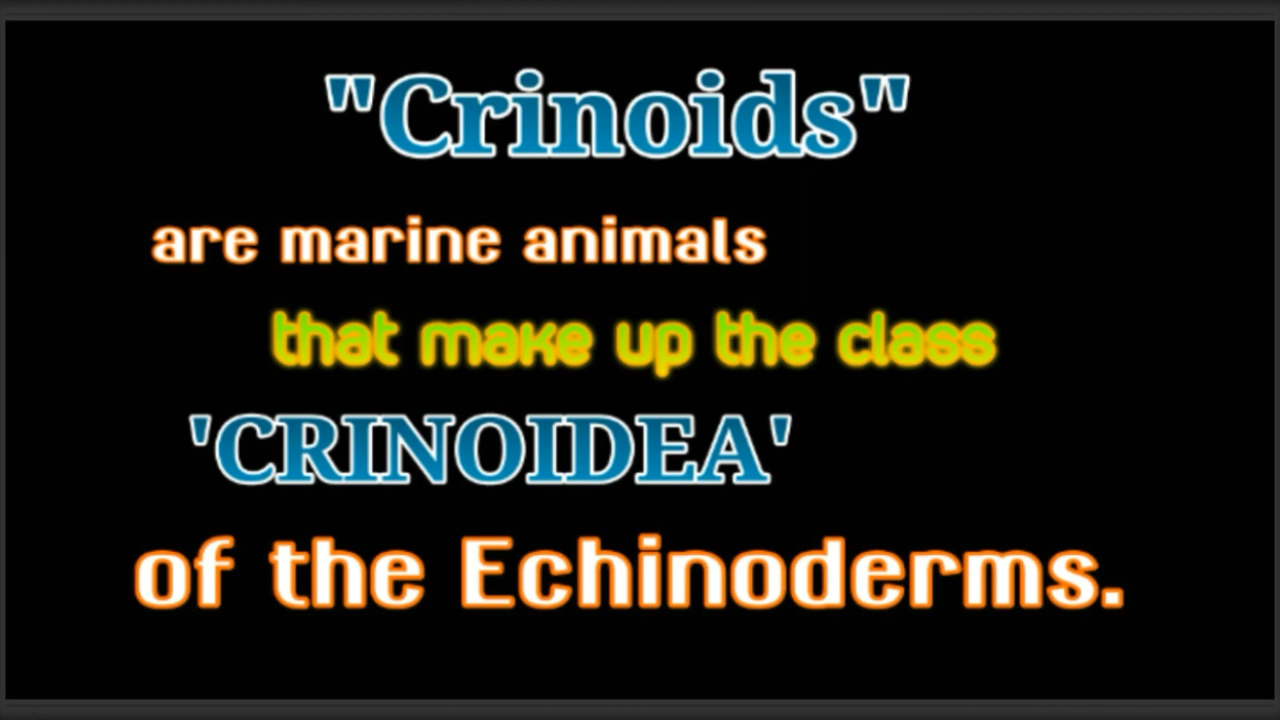 "Crinoids"
are marine animals
that make up the class
'CRINOIDEA'
of the Echinoderms.